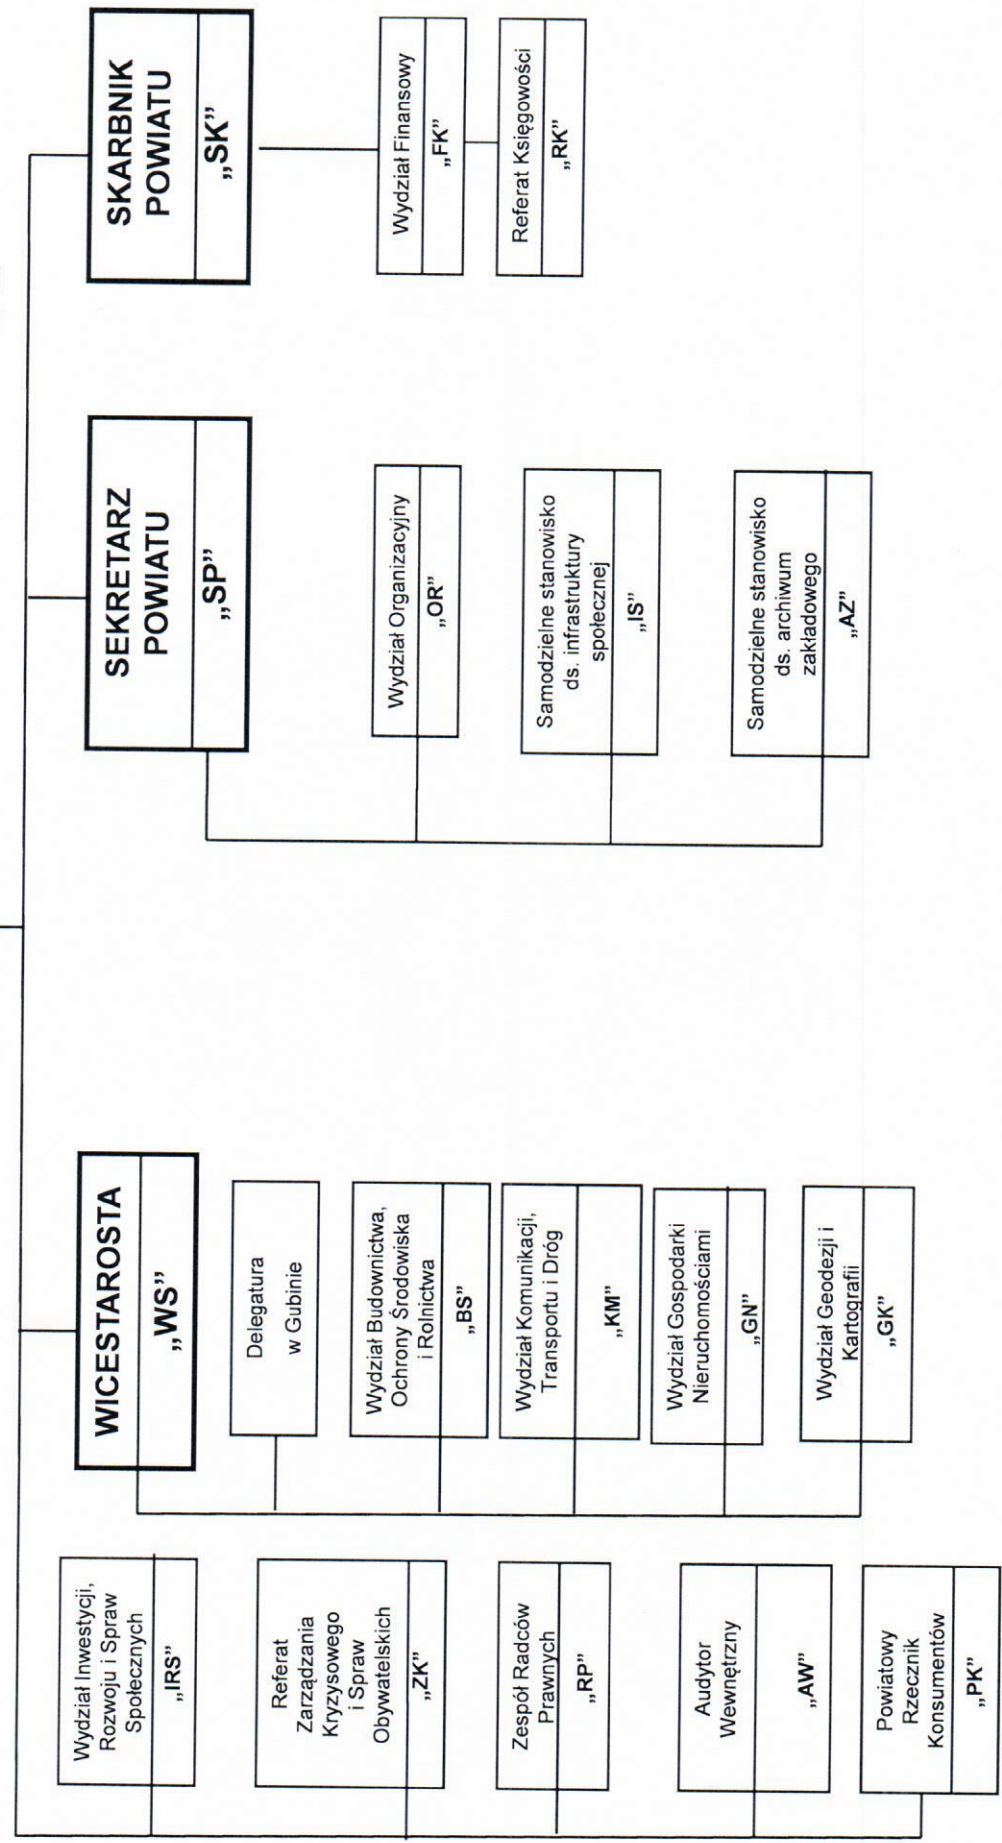 Wydział Inwestycji,
Rozwoju i Spraw
Społecznych
„IRS”
Referat
Zarządzania
Kryzysowego
i Spraw
Obywatelskich
„ZK”
Zespół Radców
Prawnych
„RP”
Audytor
Wewnętrzny
„AW”
Powiatowy
Rzecznik
Konsumentów
„PK”
WICESTAROSTA
„WS”
Delegatura
w Gubinie
Wydział Budownictwa,
Ochrony Środowiska
i Rolnictwa
„BS”
Wydział Komunikacji,
Transportu i Dróg
„KM”
Wydział Gospodarki
Nieruchomościami
„GN”
Wydział Geodezji i
Kartografii
„GK”
SEKRETARZ
POWIATU
„SP”
Wydział Organizacyjny
„OR”
Samodzielne stanowisko
ds. infrastruktury
społecznej
„IS”
Samodzielne stanowisko
ds. archiwum
zakładowego
„AZ”
SKARBNIK
POWIATU
„SK”
Wydział Finansowy
„FK”
Referat Księgowości
„RK”